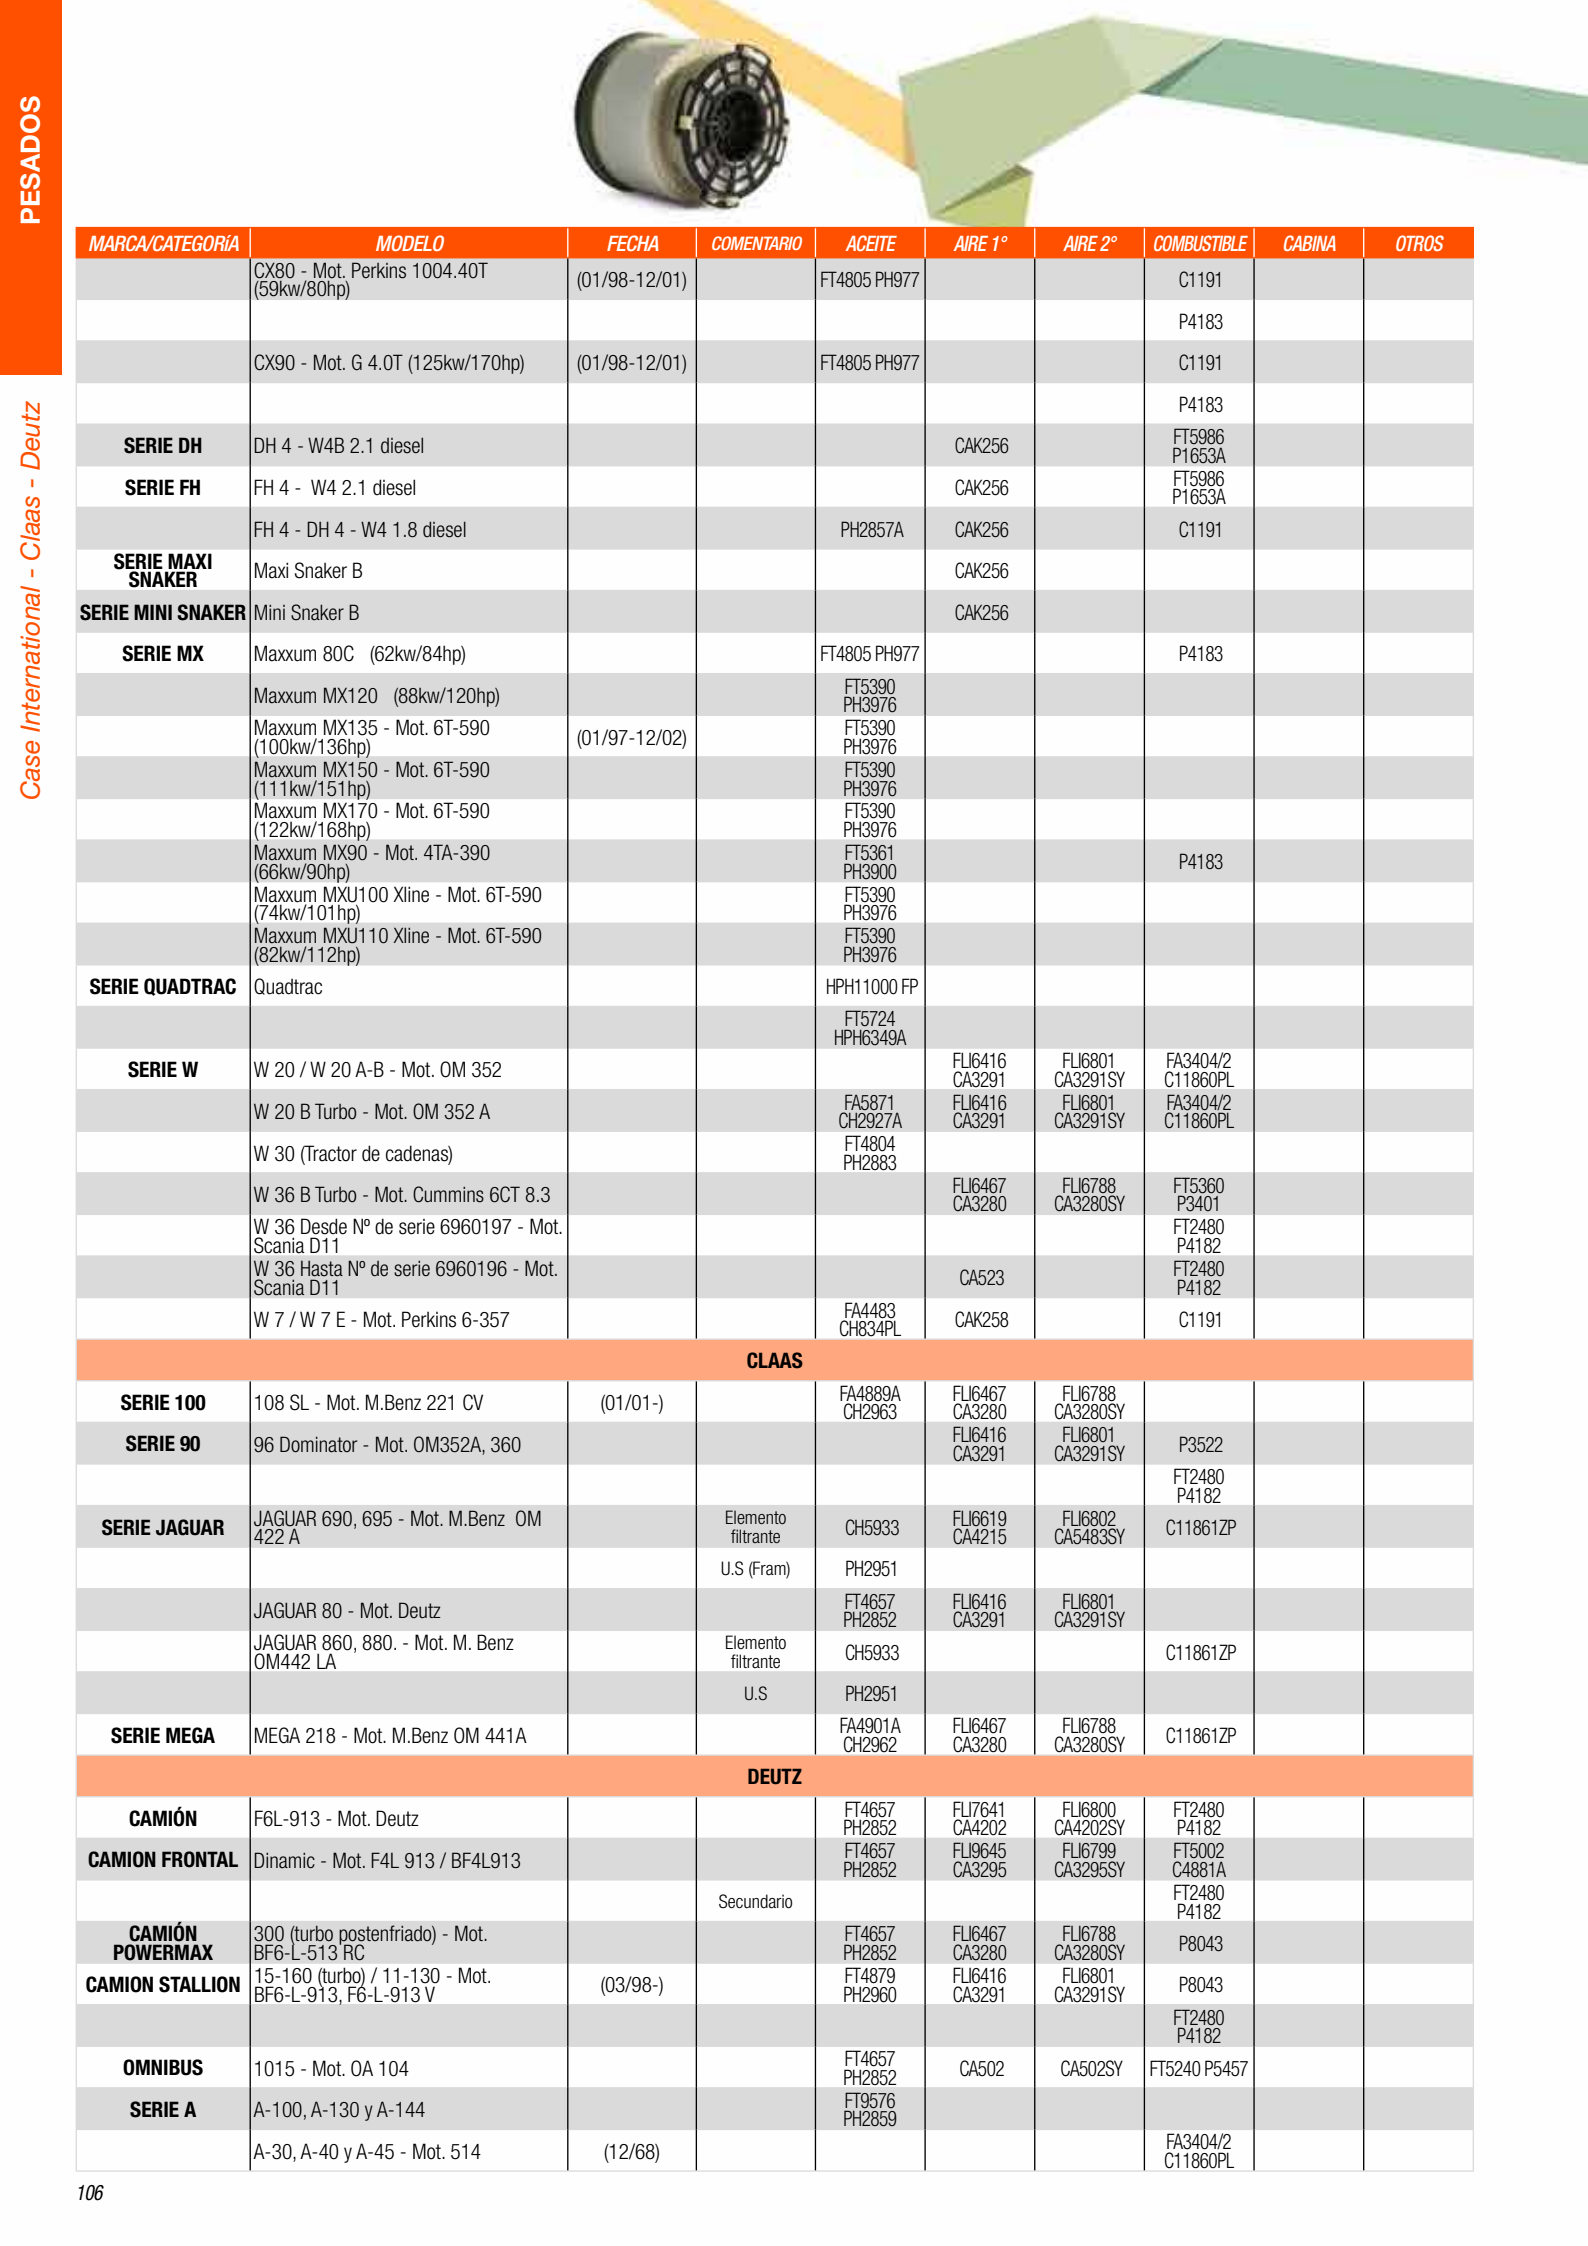 PESADOS
Case International - Claas - Deutz
MARCA/CATEGORíA MODELO FECHA COMENTARIO ACEITE AIRE 1° AIRE 2° COMBUSTIBLE CABINA OTROS
CX80 - Mot. Perkins 1004.40T
(59kw/80hp) (01/98-12/01) FT4805 PH977 C1191
P4183
CX90 - Mot. G 4.0T (125kw/170hp) (01/98-12/01) FT4805 PH977 C1191
P4183
SERIE DH DH 4 - W4B 2.1 diesel CAK256 FT5986
P1653A
SERIE FH FH 4 - W4 2.1 diesel CAK256 FT5986
P1653A
FH 4 - DH 4 - W4 1.8 diesel PH2857A CAK256 C1191
SERIE MAXI
SNAKER Maxi Snaker B CAK256
SERIE MINI SNAKER Mini Snaker B CAK256
SERIE MX Maxxum 80C (62kw/84hp) FT4805 PH977 P4183
Maxxum MX120 (88kw/120hp) FT5390
PH3976
Maxxum MX135 - Mot. 6T-590 FT5390
(100kw/136hp) (01/97-12/02) PH3976
Maxxum MX150 - Mot. 6T-590 FT5390
(111kw/151hp) PH3976
Maxxum MX170 - Mot. 6T-590 FT5390
(122kw/168hp) PH3976
Maxxum MX90 - Mot. 4TA-390 FT5361
(66kw/90hp) PH3900 P4183
Maxxum MXU100 Xline - Mot. 6T-590 FT5390
(74kw/101hp) PH3976
Maxxum MXU110 Xline - Mot. 6T-590 FT5390
(82kw/112hp) PH3976
SERIE QUADTRAC Quadtrac HPH11000 FP
FT5724
HPH6349A
SERIE W W 20 / W 20 A-B - Mot. OM 352 FLI6416 FLI6801 FA3404/2
CA3291 CA3291SY C11860PL
W 20 B Turbo - Mot. OM 352 A FA5871 FLI6416 FLI6801 FA3404/2
CH2927A CA3291 CA3291SY C11860PL
W 30 (Tractor de cadenas) FT4804
PH2883
W 36 B Turbo - Mot. Cummins 6CT 8.3 FLI6467 FLI6788 FT5360
CA3280 CA3280SY P3401
W 36 Desde Nº de serie 6960197 - Mot. FT2480
Scania D11 P4182
W 36 Hasta Nº de serie 6960196 - Mot. CA523 FT2480
Scania D11 P4182
W 7 / W 7 E - Mot. Perkins 6-357 FA4483 CAK258 C1191
CH834PL
CLAAS
SERIE 100 108 SL - Mot. M.Benz 221 CV (01/01-) FA4889A FLI6467 FLI6788
CH2963 CA3280 CA3280SY
SERIE 90 96 Dominator - Mot. OM352A, 360 FLI6416 FLI6801 P3522
CA3291 CA3291SY
FT2480
P4182
SERIE JAGUAR JAGUAR 690, 695 - Mot. M.Benz OM Elemento CH5933 FLI6619 FLI6802 C11861ZP
422 A filtrante CA4215 CA5483SY
U.S (Fram) PH2951
JAGUAR 80 - Mot. Deutz FT4657 FLI6416 FLI6801
PH2852 CA3291 CA3291SY
JAGUAR 860, 880. - Mot. M. Benz Elemento CH5933 C11861ZP
OM442 LA filtrante
U.S PH2951
SERIE MEGA MEGA 218 - Mot. M.Benz OM 441A FA4901A FLI6467 FLI6788 C11861ZP
CH2962 CA3280 CA3280SY
DEUTZ
CAMIÓN F6L-913 - Mot. Deutz FT4657 FLI7641 FLI6800 FT2480
PH2852 CA4202 CA4202SY P4182
CAMION FRONTAL Dinamic - Mot. F4L 913 / BF4L913 FT4657 FLI9645 FLI6799 FT5002
PH2852 CA3295 CA3295SY C4881A
Secundario FT2480
P4182
CAMIÓN 300 (turbo postenfriado) - Mot. FT4657 FLI6467 FLI6788 P8043
POWERMAX BF6-L-513 RC PH2852 CA3280 CA3280SY
CAMION STALLION 15-160 (turbo) / 11-130 - Mot. (03/98-) FT4879 FLI6416 FLI6801 P8043
BF6-L-913, F6-L-913 V PH2960 CA3291 CA3291SY
FT2480
P4182
OMNIBUS 1015 - Mot. OA 104 FT4657 CA502 CA502SY FT5240 P5457
PH2852
SERIE A A-100, A-130 y A-144 FT9576
PH2859
A-30, A-40 y A-45 - Mot. 514 (12/68) FA3404/2
C11860PL
106